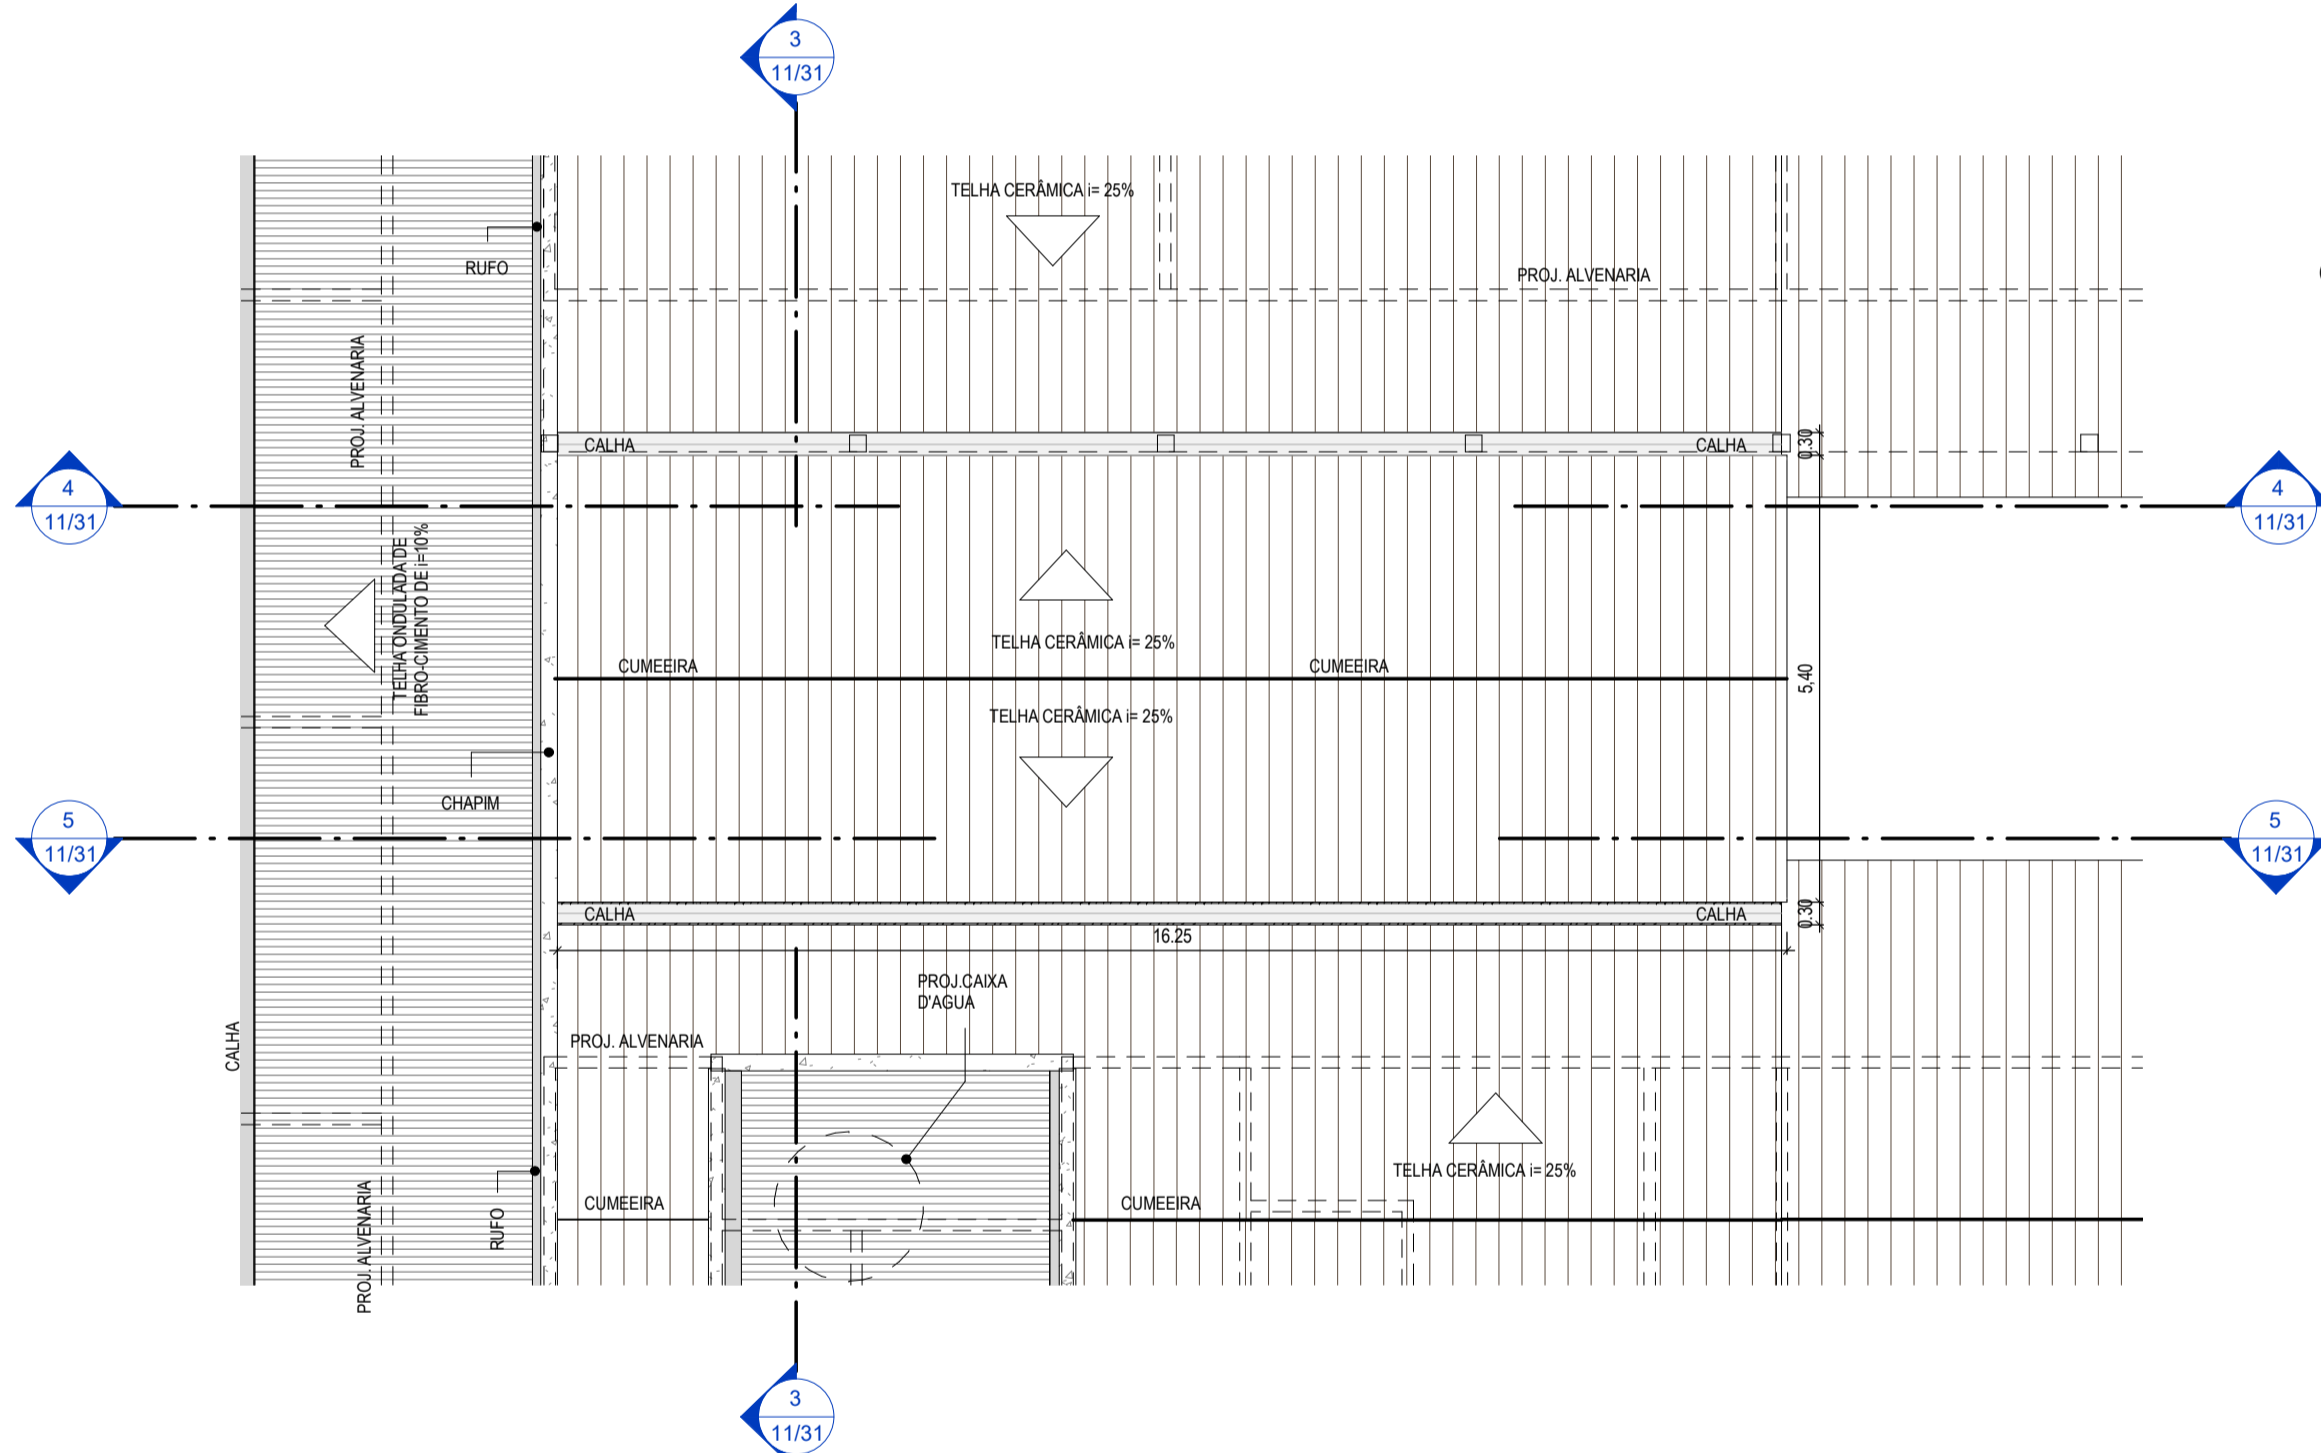 3
11/31
TELHA CERÂMICA i= 25%
RUFO
PROJ. ALVENARIA
PROJ. ALVENARIA
CALHA
CALHA
0.30
4
11/31
4
11/31
TELHA ONDULADA DE
FIBRO-CIMENTO DE i=10%
TELHA CERÂMICA i= 25%
CUMEEIRA
CUMEEIRA
5,40
TELHA CERÂMICA i= 25%
CHAPIM
5
11/31
5
11/31
CALHA
CALHA
0.30
16.25
PROJ.CAIXA
D'AGUA
CALHA
PROJ. ALVENARIA
TELHA CERÂMICA i= 25%
CUMEEIRA
CUMEEIRA
RUFO
PROJ. ALVENARIA
3
11/31